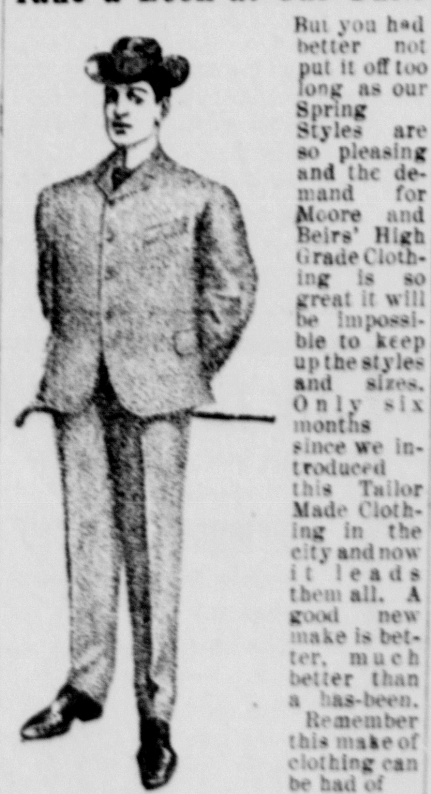 But you had
better not
put it off too
long as our
Spring
Styles are
so pleasing
and the de-
mand for
Moore and
Beirs' High
Grade Cloth-
ing is so
great it will
be impossi-
ble to keep
up the styles
and sizes.
Only six
months
since we in-
troduced
this Tailor
Made Cloth-
ing in the
city and now
it leads
them all. A
good new
make is bet-
ter, much
better than
a has-been.
Remember
this make of
clothing can
be had of